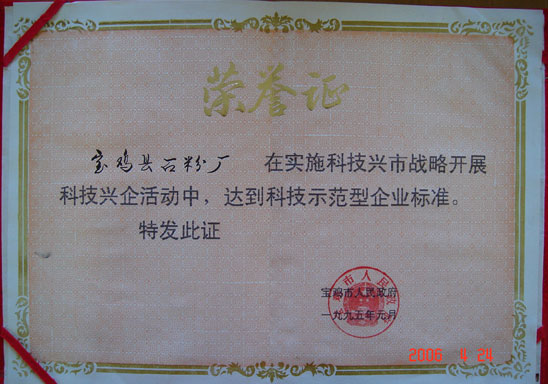 荣誉证
宝鸡县石粉厂 在实施科技兴市战略开展
科技兴企活动中，达到科技示范型企业标准。
特发此证
宝鸡市人民政府
一九九五年元月
2006 4 24